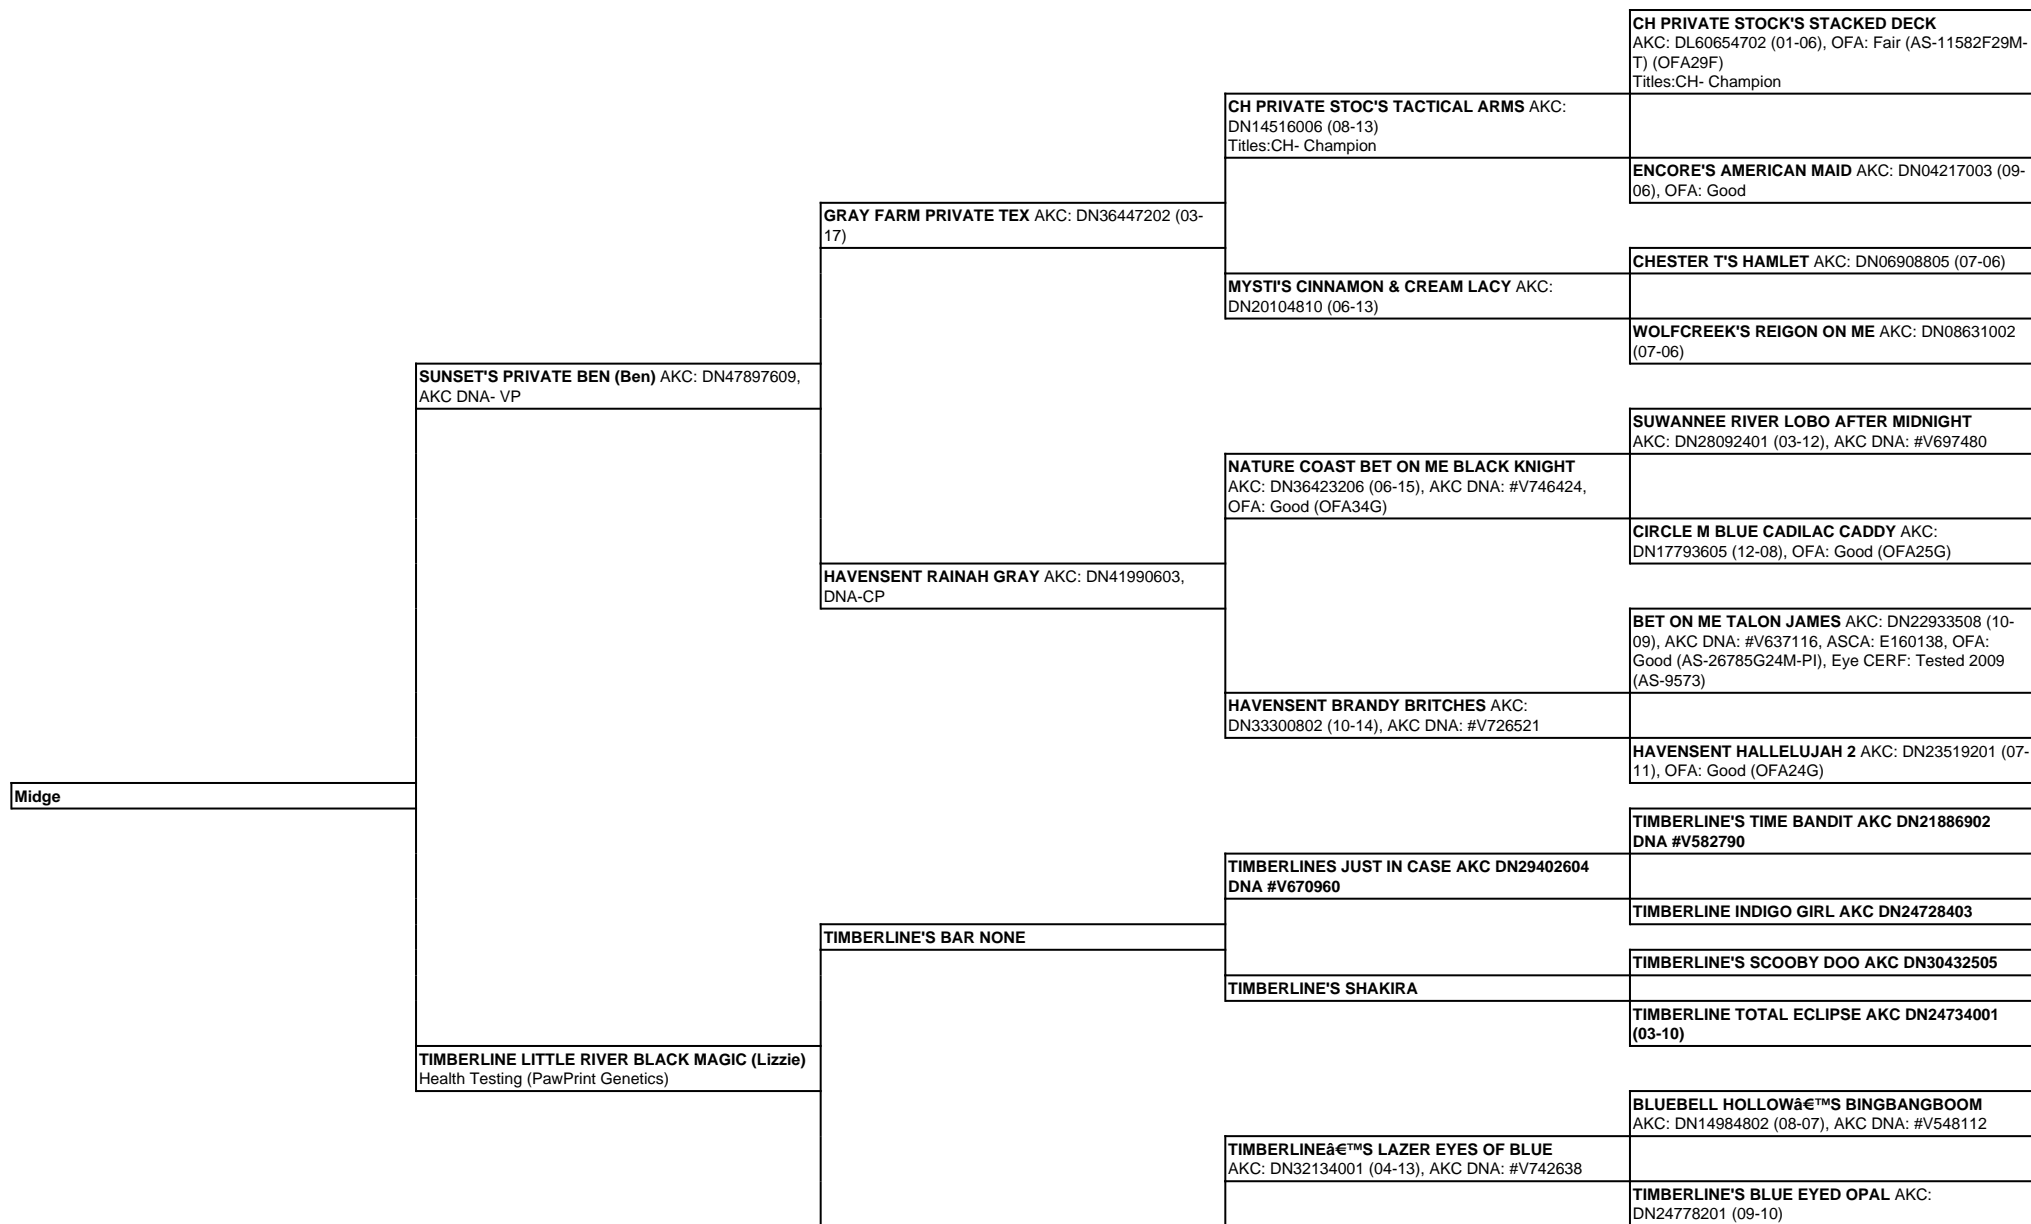 CH PRIVATE STOCK'S STACKED DECK
AKC: DL60654702 (01-06), OFA: Fair (AS-11582F29M-
T) (OFA29F)
Titles:CH- Champion
CH PRIVATE STOC'S TACTICAL ARMS AKC:
DN14516006 (08-13)
Titles:CH- Champion
ENCORE'S AMERICAN MAID AKC: DN04217003 (09-
06), OFA: Good
GRAY FARM PRIVATE TEX AKC: DN36447202 (03-
17)
CHESTER T'S HAMLET AKC: DN06908805 (07-06)
MYSTI'S CINNAMON & CREAM LACY AKC:
DN20104810 (06-13)
WOLFCREEK'S REIGON ON ME AKC: DN08631002
(07-06)
SUNSET'S PRIVATE BEN (Ben) AKC: DN47897609,
AKC DNA- VP
SUWANNEE RIVER LOBO AFTER MIDNIGHT
AKC: DN28092401 (03-12), AKC DNA: #V697480
NATURE COAST BET ON ME BLACK KNIGHT
AKC: DN36423206 (06-15), AKC DNA: #V746424,
OFA: Good (OFA34G)
CIRCLE M BLUE CADILAC CADDY AKC:
DN17793605 (12-08), OFA: Good (OFA25G)
HAVENSENT RAINAH GRAY AKC: DN41990603,
DNA-CP
BET ON ME TALON JAMES AKC: DN22933508 (10-
09), AKC DNA: #V637116, ASCA: E160138, OFA:
Good (AS-26785G24M-PI), Eye CERF: Tested 2009
(AS-9573)
HAVENSENT BRANDY BRITCHES AKC:
DN33300802 (10-14), AKC DNA: #V726521
HAVENSENT HALLELUJAH 2 AKC: DN23519201 (07-
11), OFA: Good (OFA24G)
Midge
TIMBERLINE'S TIME BANDIT AKC DN21886902
DNA #V582790
TIMBERLINES JUST IN CASE AKC DN29402604
DNA #V670960
TIMBERLINE INDIGO GIRL AKC DN24728403
TIMBERLINE'S BAR NONE
TIMBERLINE'S SCOOBY DOO AKC DN30432505
TIMBERLINE'S SHAKIRA
TIMBERLINE TOTAL ECLIPSE AKC DN24734001
(03-10)
TIMBERLINE LITTLE RIVER BLACK MAGIC (Lizzie)
Health Testing (PawPrint Genetics)
BLUEBELL HOLLOWâ€™S BINGBANGBOOM
AKC: DN14984802 (08-07), AKC DNA: #V548112
TIMBERLINEâ€™S LAZER EYES OF BLUE
AKC: DN32134001 (04-13), AKC DNA: #V742638
TIMBERLINE'S BLUE EYED OPAL AKC:
DN24778201 (09-10)